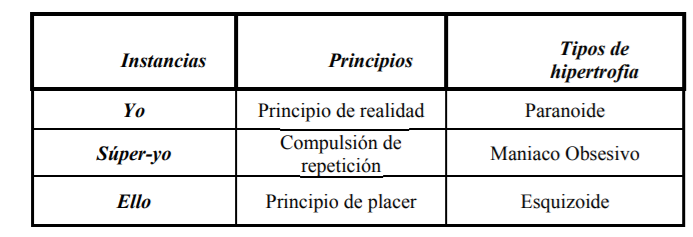 Instancias Principios Tipos de
hipertrofia
Yo Principio de realidad Paranoide
Súper-yo Compulsión de
repetición Maniaco Obsesivo
Ello Principio de placer Esquizoide